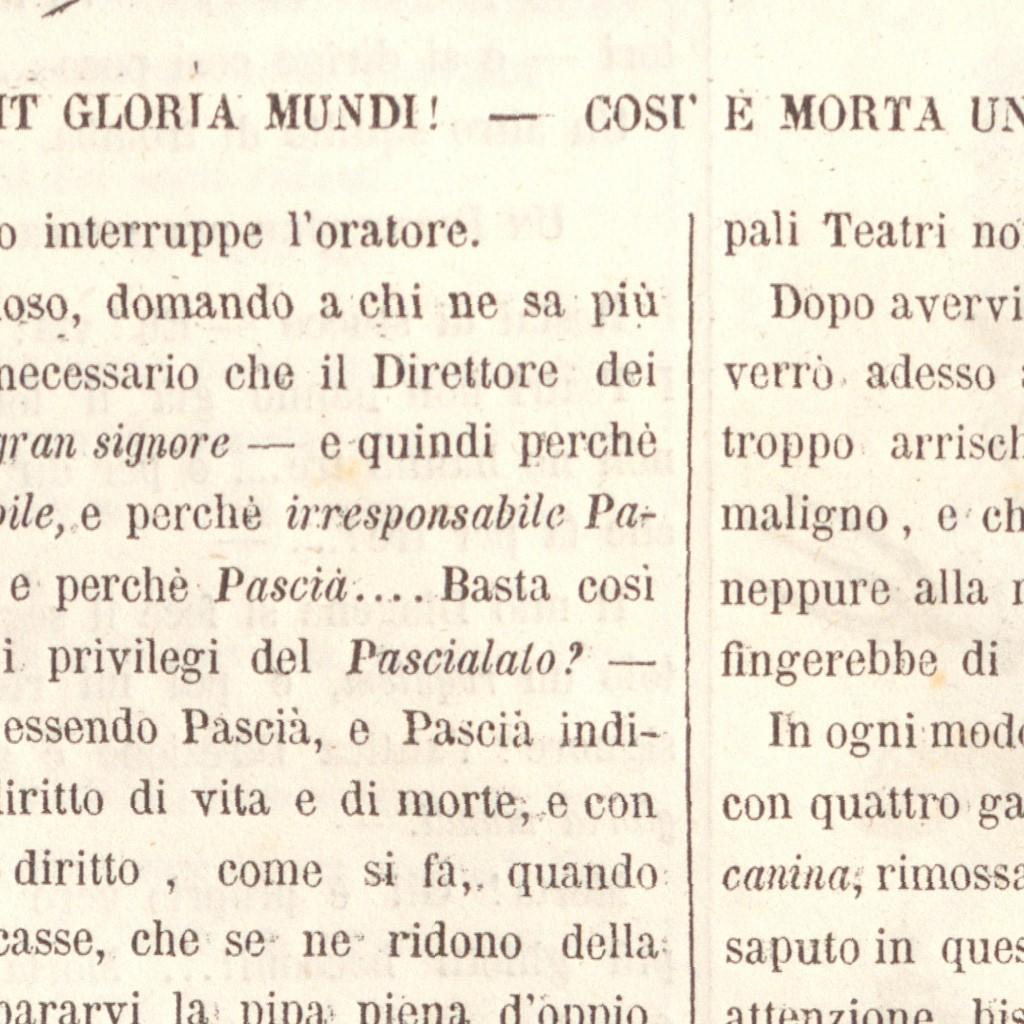 IT GLORIA MUNDI! — COSI' È MORTA UN
o interruppe l'oratore.
oso, domando a chi ne sa più
necessario che il Direttore dei
gran signore — e quindi perchè
bile, e perchè irresponsabile Pa-
e perchè Pascià.... Basta così
i privilegi del Pascialato? —
essendo Pascià, e Pascià indi-
diritto di vita e di morte, e con
diritto, come si fa, quando
casse, che se ne ridono della
pararvi la pipa piena d'oppio
pali Teatri no
Dopo avervi
verrò adesso
troppo arrisch
maligno, e ch
neppure alla
fingerebbe di
In ogni modo
con quattro ga
canina, rimossa
saputo in ques
attenzione bis